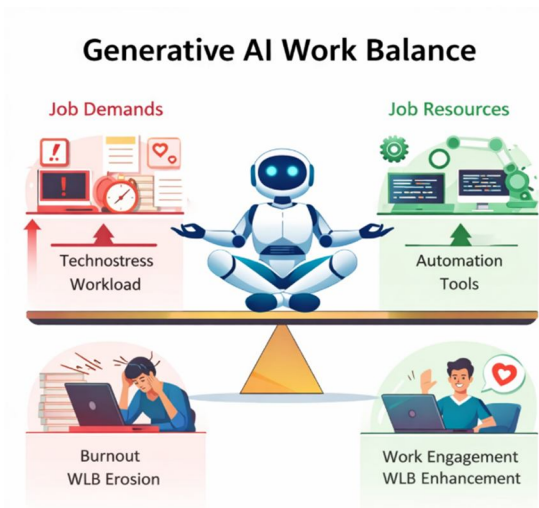 Generative AI Work Balance
Job Demands
Job Resources
!
!
Technostress
Workload
Automation
Tools
Burnout
WLB Erosion
Work Engagement
WLB Enhancement